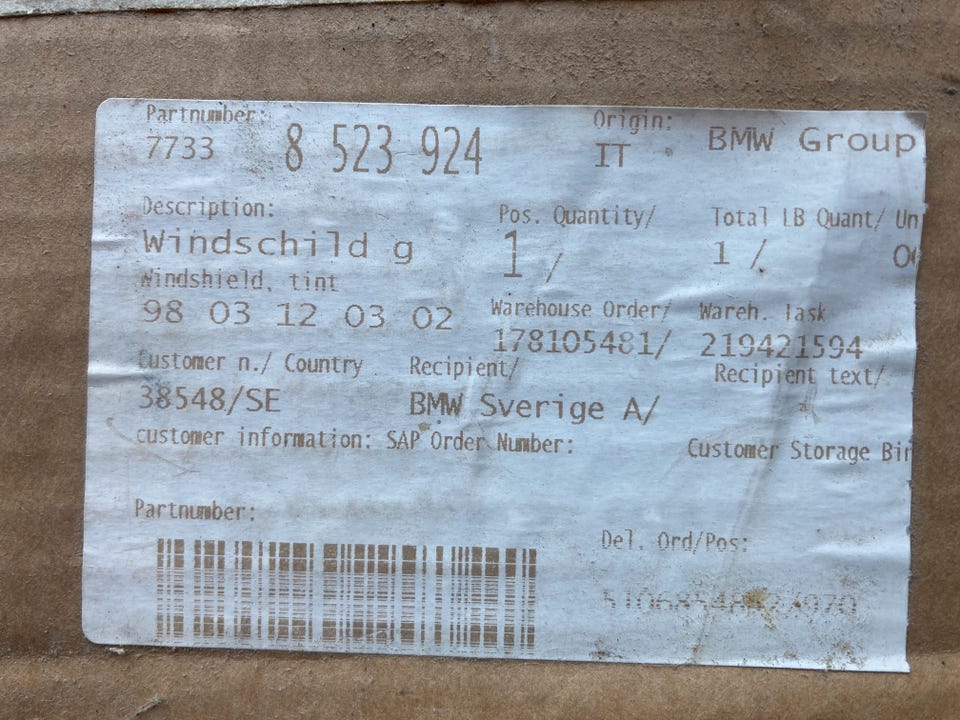 Partnumber: Origin: BMW Group
7733 8 523 924 IT
Description: Pos. Quantity/ Total LB Quant/ Un
Windschild g 1 / 1 /
Windshield, tint
98 03 12 03 02 Warehouse Order/ Wareh. Task
178105481/ 219421594
Customer n./ Country Recipient/ Recipient text/
38548/SE BMW Sverige A/
customer information: SAP Order Number: Customer Storage Bin
Partnumber: Del. Ord/Pos: